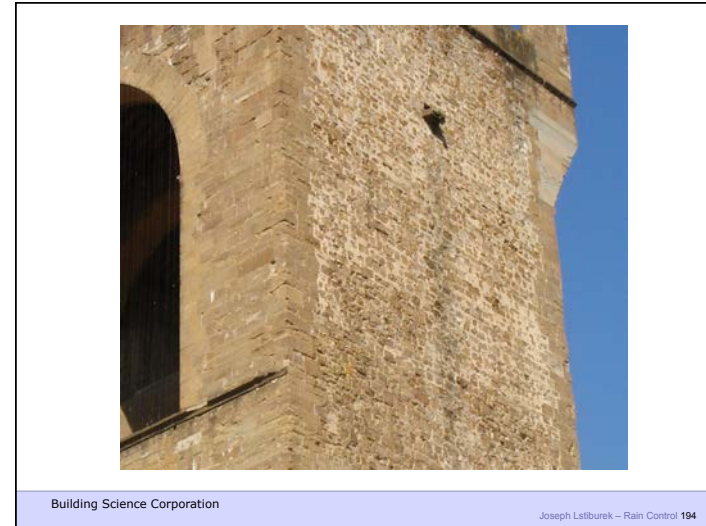 Building Science Corporation
Joseph Lstiburek – Rain Control 194